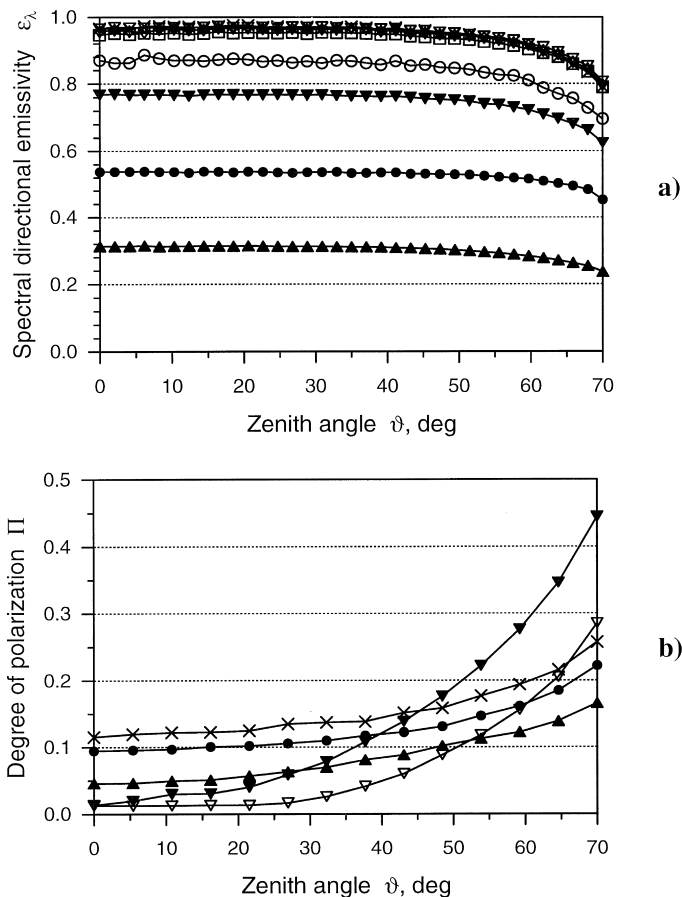 1.0
0.8
0.6
0.4
0.2
0.0
Spectral directional emissivity ελ
0 10 20 30 40 50 60 70
Zenith angle ϑ, deg
a)
0.5
0.4
0.3
0.2
0.1
0.0
Degree of polarization Π
0 10 20 30 40 50 60 70
Zenith angle ϑ, deg
b)